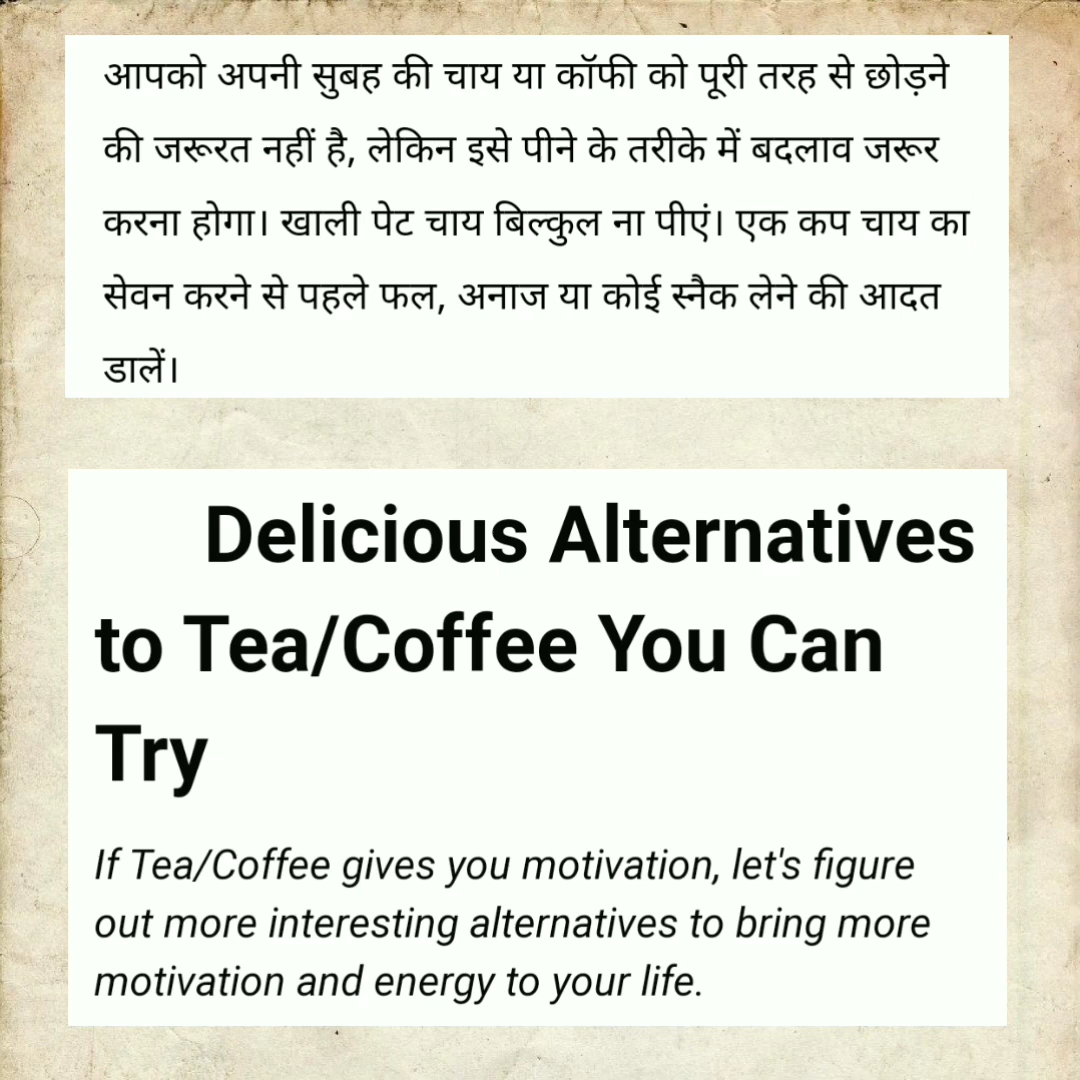 आपको अपनी सुबह की चाय या कॉफी को पूरी तरह से छोड़ने
की जरूरत नहीं है, लेकिन इसे पीने के तरीके में बदलाव जरूर
करना होगा। खाली पेट चाय बिल्कुल ना पीएं। एक कप चाय का
सेवन करने से पहले फल, अनाज या कोई स्नैक लेने की आदत
डालें।
Delicious Alternatives
to Tea/Coffee You Can
Try
If Tea/Coffee gives you motivation, let's figure
out more interesting alternatives to bring more
motivation and energy to your life.